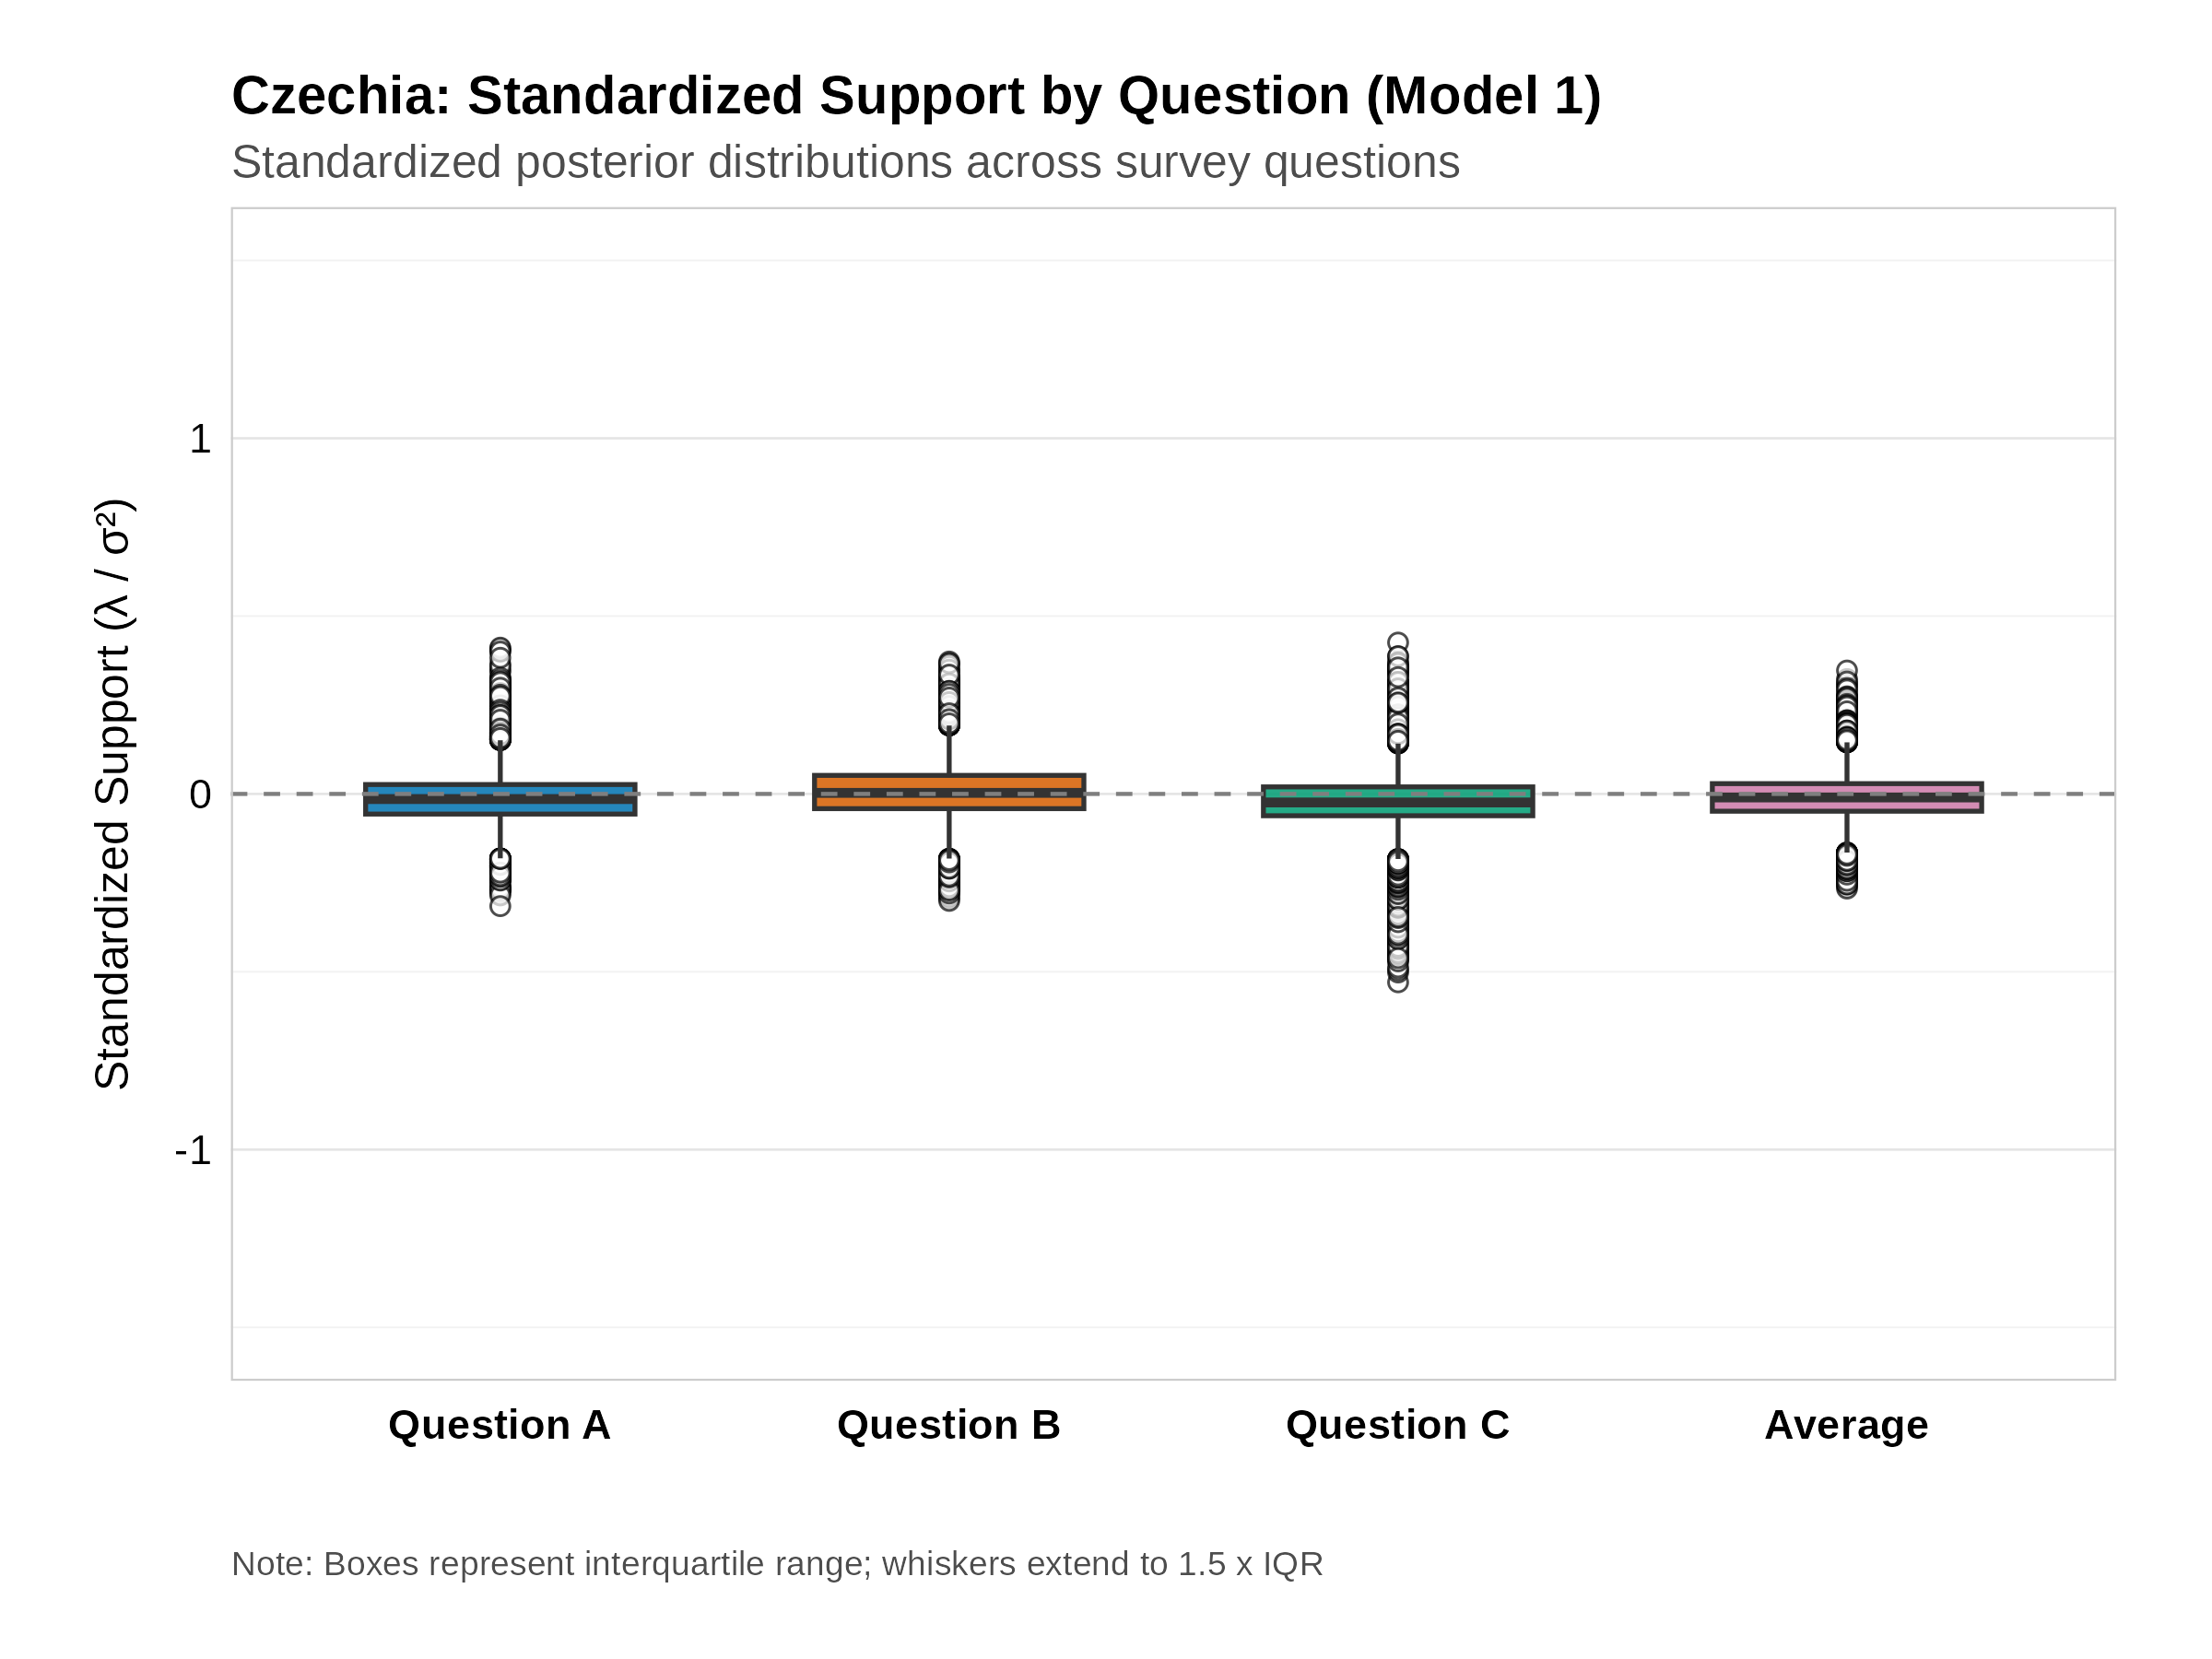 Czechia: Standardized Support by Question (Model 1)
Standardized posterior distributions across survey questions
Standardized Support (λ / σ²)
1
0
-1
Question A
Question B
Question C
Average
Note: Boxes represent interquartile range; whiskers extend to 1.5 x IQR